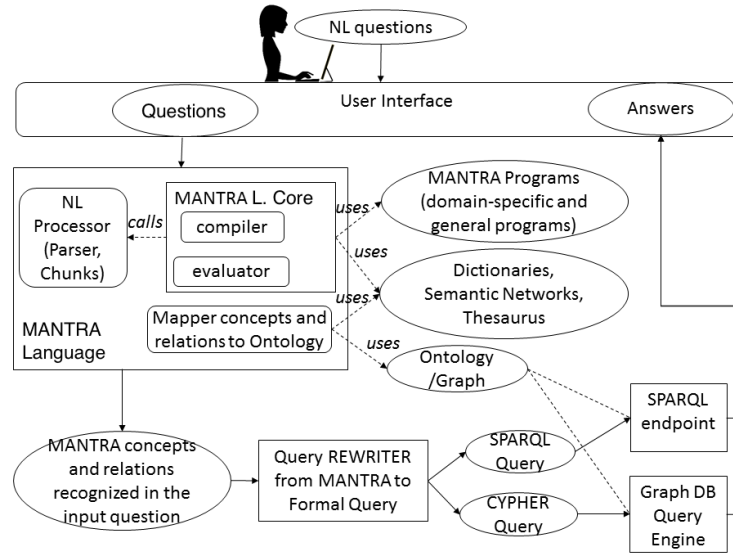 NL questions
User Interface
Questions
Answers
MANTRA L. Core
compiler
evaluator
NL
Processor
(Parser,
Chunks)
calls
uses
uses
uses
uses
MANTRA Programs
(domain-specific and
general programs)
Dictionaries,
Semantic Networks,
Thesaurus
Mapper concepts and
relations to Ontology
MANTRA
Language
Ontology
/Graph
SPARQL
endpoint
MANTRA concepts
and relations
recognized in the
input question
Query REWRITER
from MANTRA to
Formal Query
SPARQL
Query
CYPHER
Query
Graph DB
Query
Engine